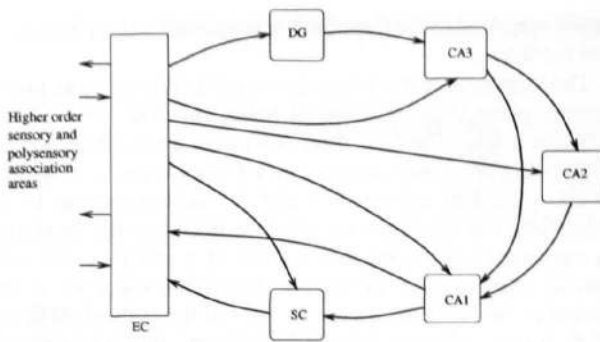 DG
CA3
Higher order
sensory and
polysensory
association
areas
CA2
CA1
SC
EC